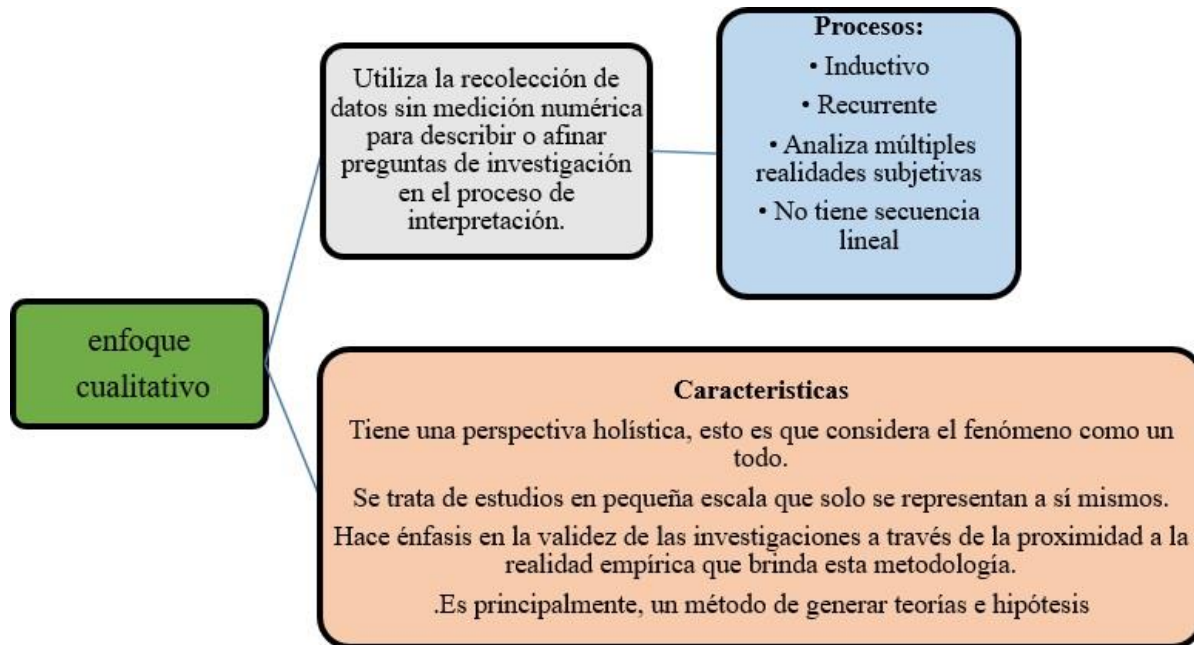 enfoque
cualitativo
Utiliza la recolección de
datos sin medición numérica
para describir o afinar
preguntas de investigación
en el proceso de
interpretación.
Procesos:
• Inductivo
• Recurrente
• Analiza múltiples
realidades subjetivas
• No tiene secuencia
lineal
Caracteristicas
Tiene una perspectiva holística, esto es que considera el fenómeno como un
todo.
Se trata de estudios en pequeña escala que solo se representan a sí mismos.
Hace énfasis en la validez de las investigaciones a través de la proximidad a la
realidad empírica que brinda esta metodología.
.Es principalmente, un método de generar teorías e hipótesis